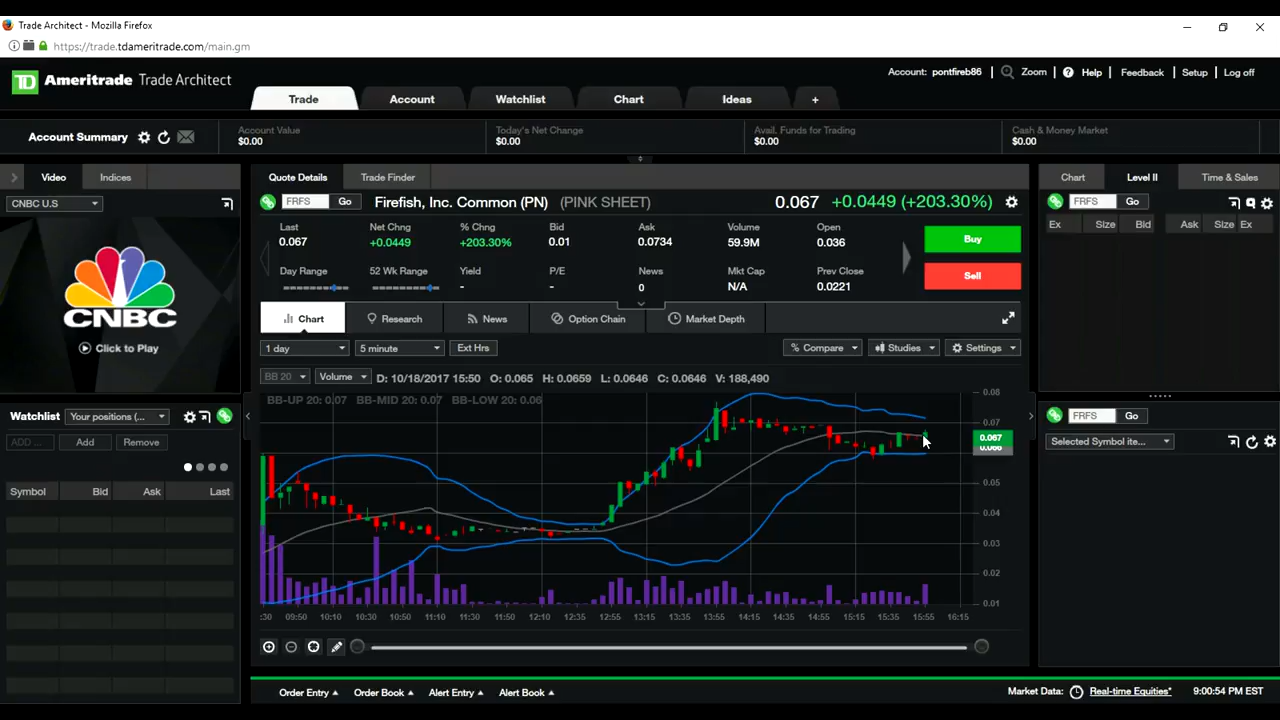 Trade Architect - Mozilla Firefox
https://trade.tdameritrade.com/main.gm
TD Ameritrade Trade Architect
Account: pontfireb86 | Zoom | ? Help | Feedback | Setup | Log off
Trade Account Watchlist Chart Ideas +
Account Summary
Account Value
$0.00
Today's Net Change
$0.00
Avail. Funds for Trading
$0.00
Cash & Money Market
$0.00
Video Indices
CNBC U.S
CNBC
Click to Play
Watchlist Your positions (...
ADD ... Add Remove
Symbol Bid Ask Last
Quote Details Trade Finder
FRFS Go Firefish, Inc. Common (PN) (PINK SHEET) 0.067 +0.0449 (+203.30%)
Last Net Chng % Chng Bid Ask Volume Open
0.067 +0.0449 +203.30% 0.01 0.0734 59.9M 0.036
Buy
Day Range 52 Wk Range Yield P/E News Mkt Cap Prev Close
- - 0 N/A 0.0221
Sell
Chart Research News Option Chain Market Depth
1 day 5 minute Ext Hrs % Compare Studies Settings
BB 20 Volume D: 10/18/2017 15:50 O: 0.065 H: 0.0659 L: 0.0646 C: 0.0646 V: 188,490
BB-UP 20: 0.07 BB-MID 20: 0.07 BB-LOW 20: 0.06
0.08
0.07
0.067
0.066
0.05
0.04
0.03
0.02
0.01
:30 09:50 10:10 10:30 10:50 11:10 11:30 11:50 12:10 12:35 12:55 13:15 13:35 13:55 14:15 14:35 14:55 15:15 15:35 15:55 16:15
Chart Level II Time & Sales
FRFS Go
Ex Size Bid Ask Size Ex
FRFS Go
Selected Symbol ite...
Order Entry Order Book Alert Entry Alert Book
Market Data: Real-time Equities* 9:00:54 PM EST